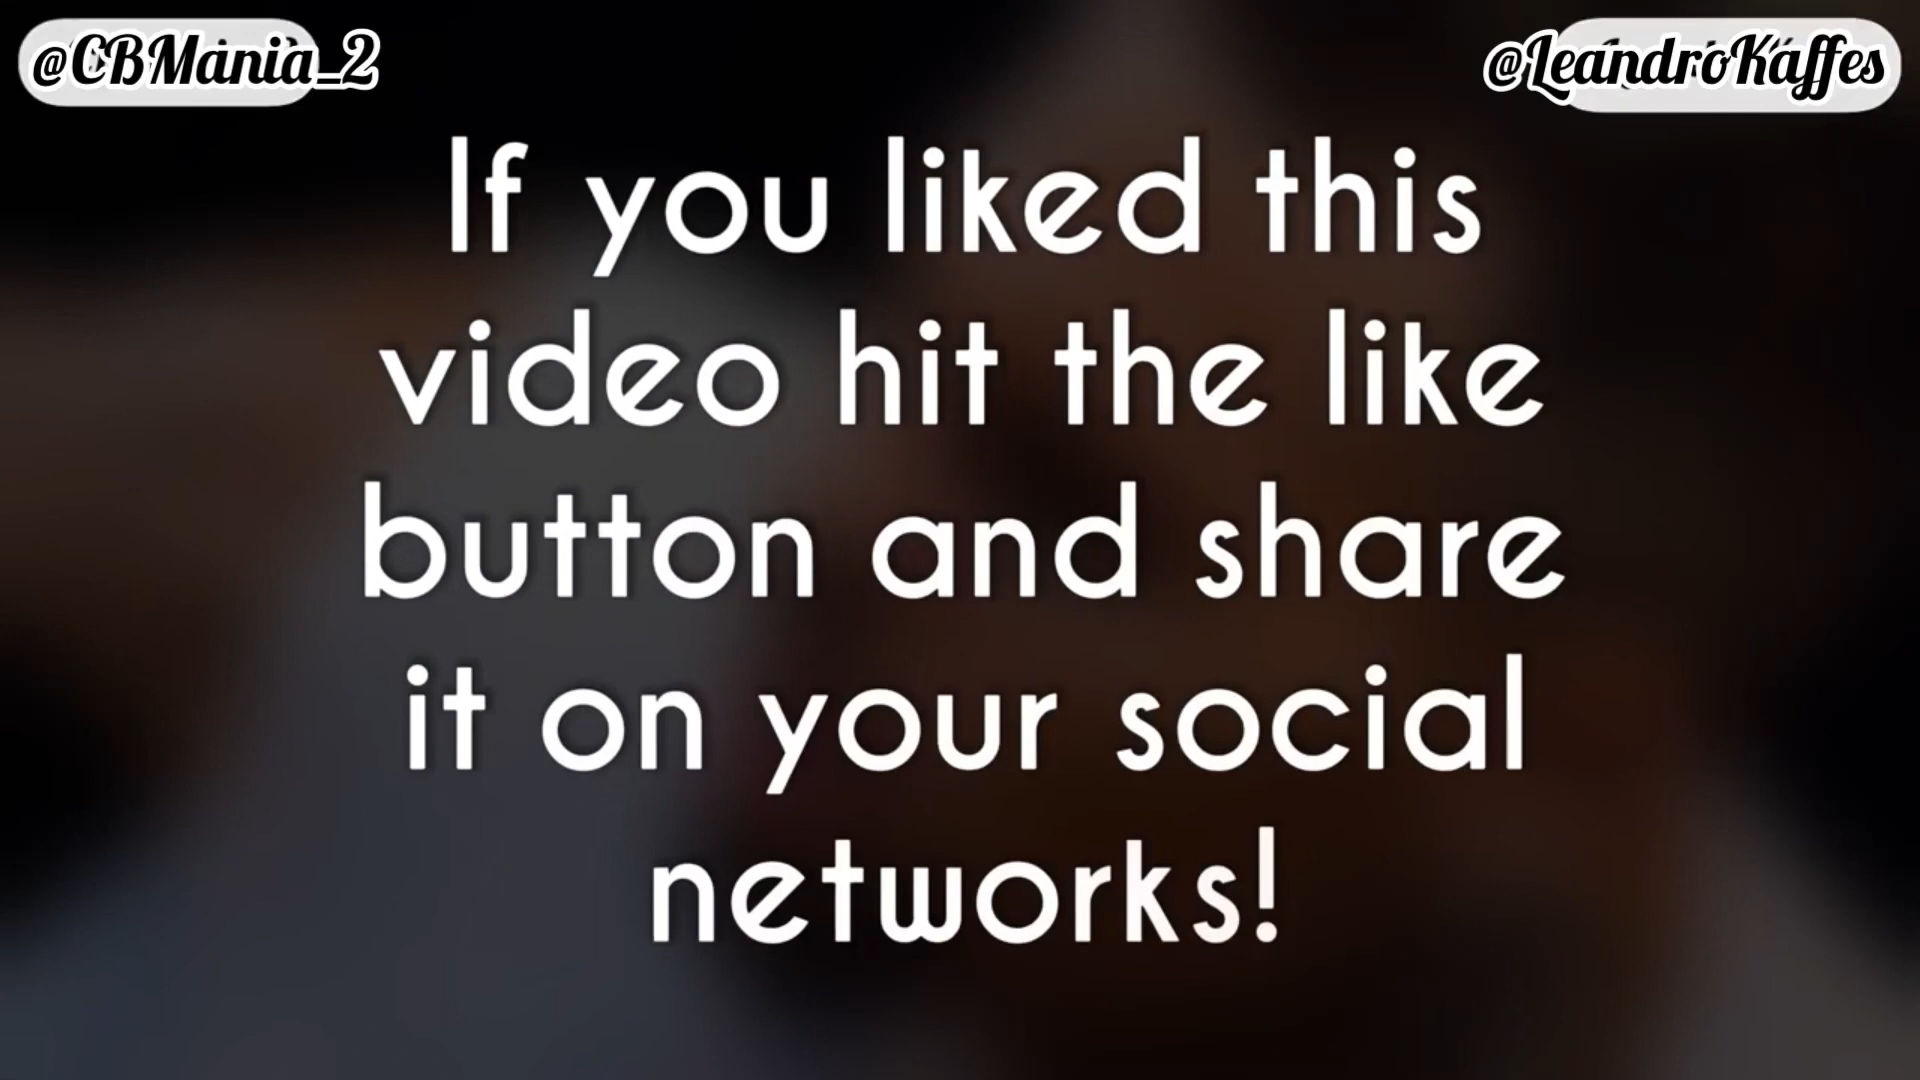 @CBMania_2
@LeandroKaffes
If you liked this
video hit the like
button and share
it on your social
networks!